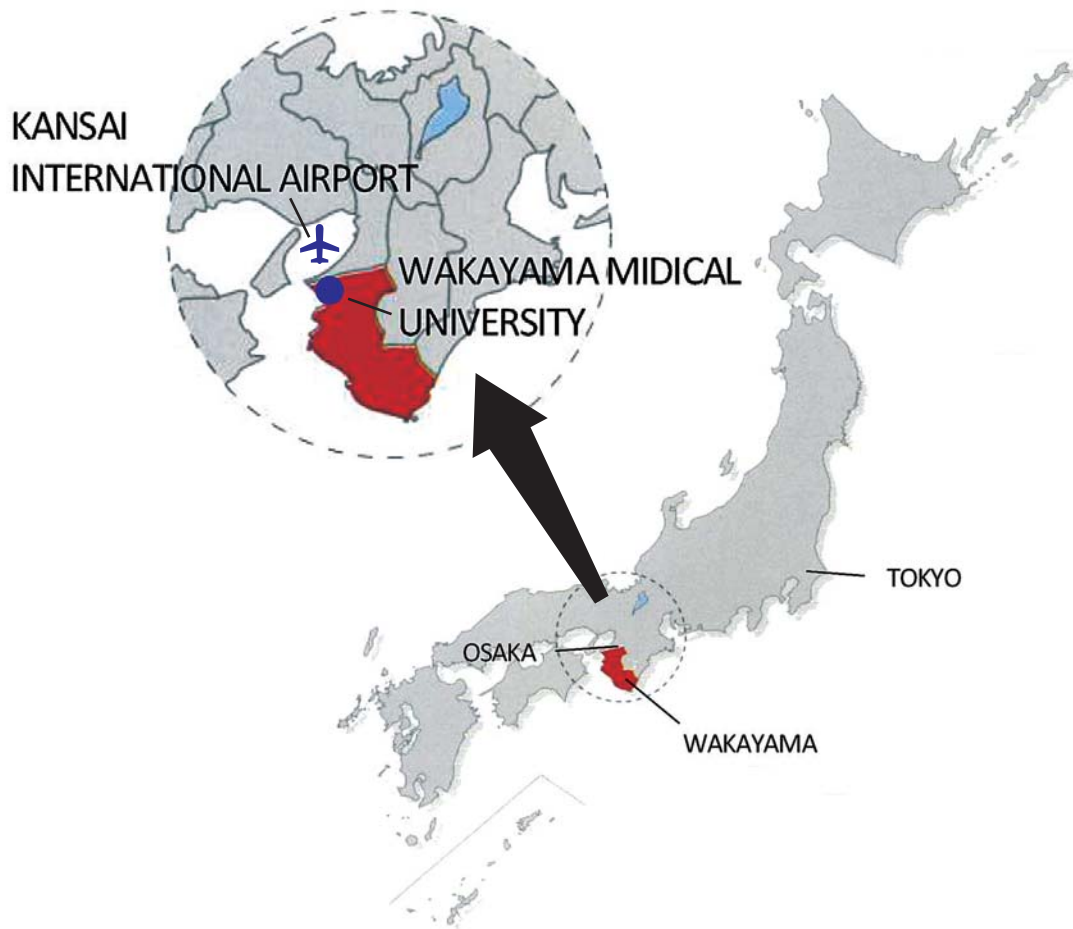 KANSAI
INTERNATIONAL AIRPORT
WAKAYAMA MIDICAL
UNIVERSITY
TOKYO
OSAKA
WAKAYAMA